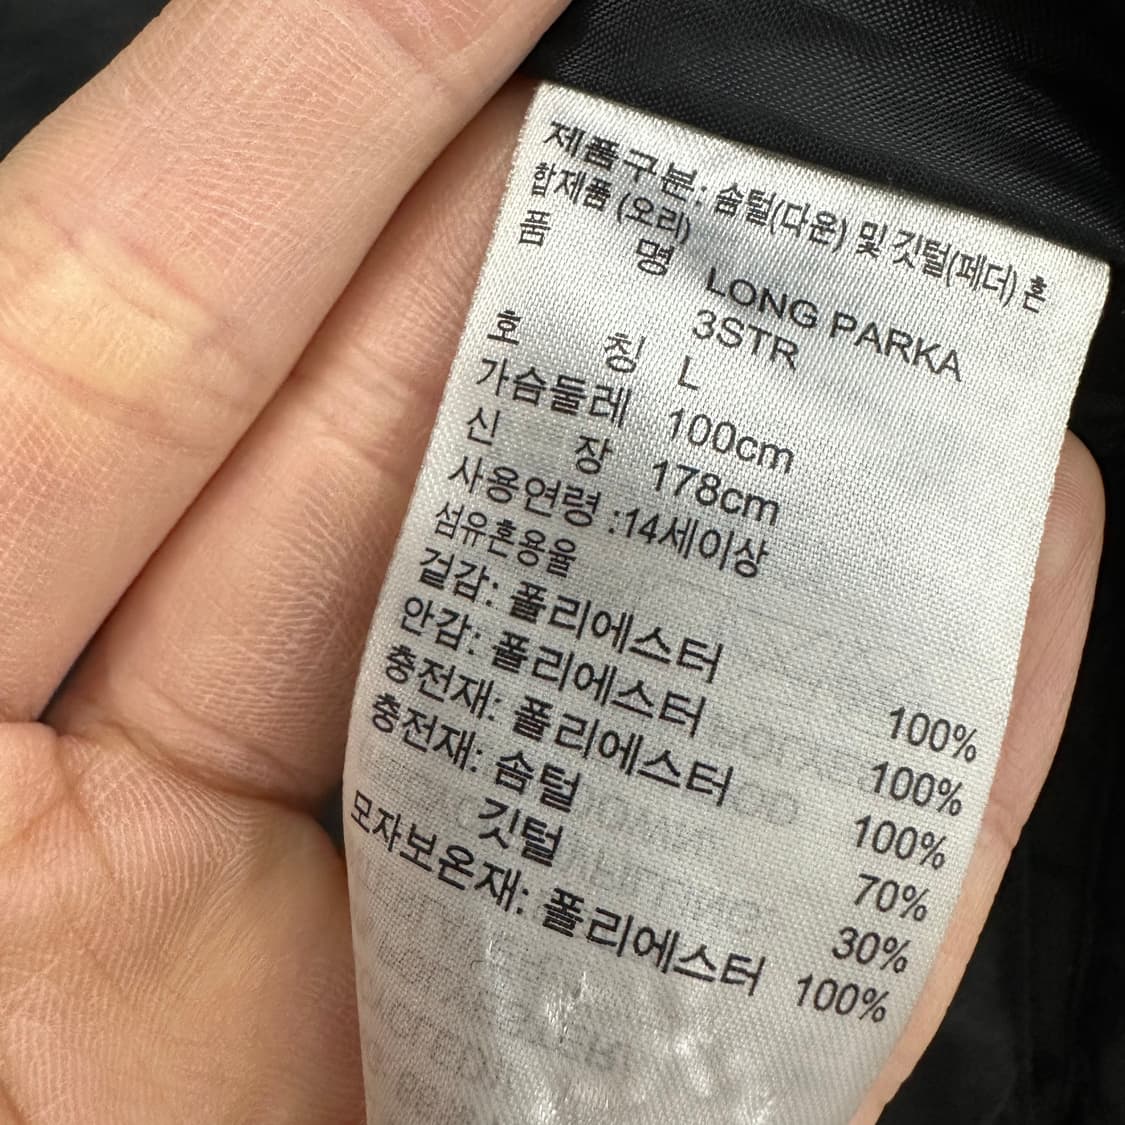 제품구분: 솜털(다운) 및 깃털(페더) 혼
합제품 (오리)
품 명 LONG PARKA
3STR
호 칭 L
가슴둘레 100cm
신 장 178cm
사용연령 :14세이상
섬유혼용율
겉감: 폴리에스터 100%
안감: 폴리에스터 100%
충전재: 폴리에스터 100%
충전재: 솜털 70%
깃털 30%
모자보온재: 폴리에스터 100%